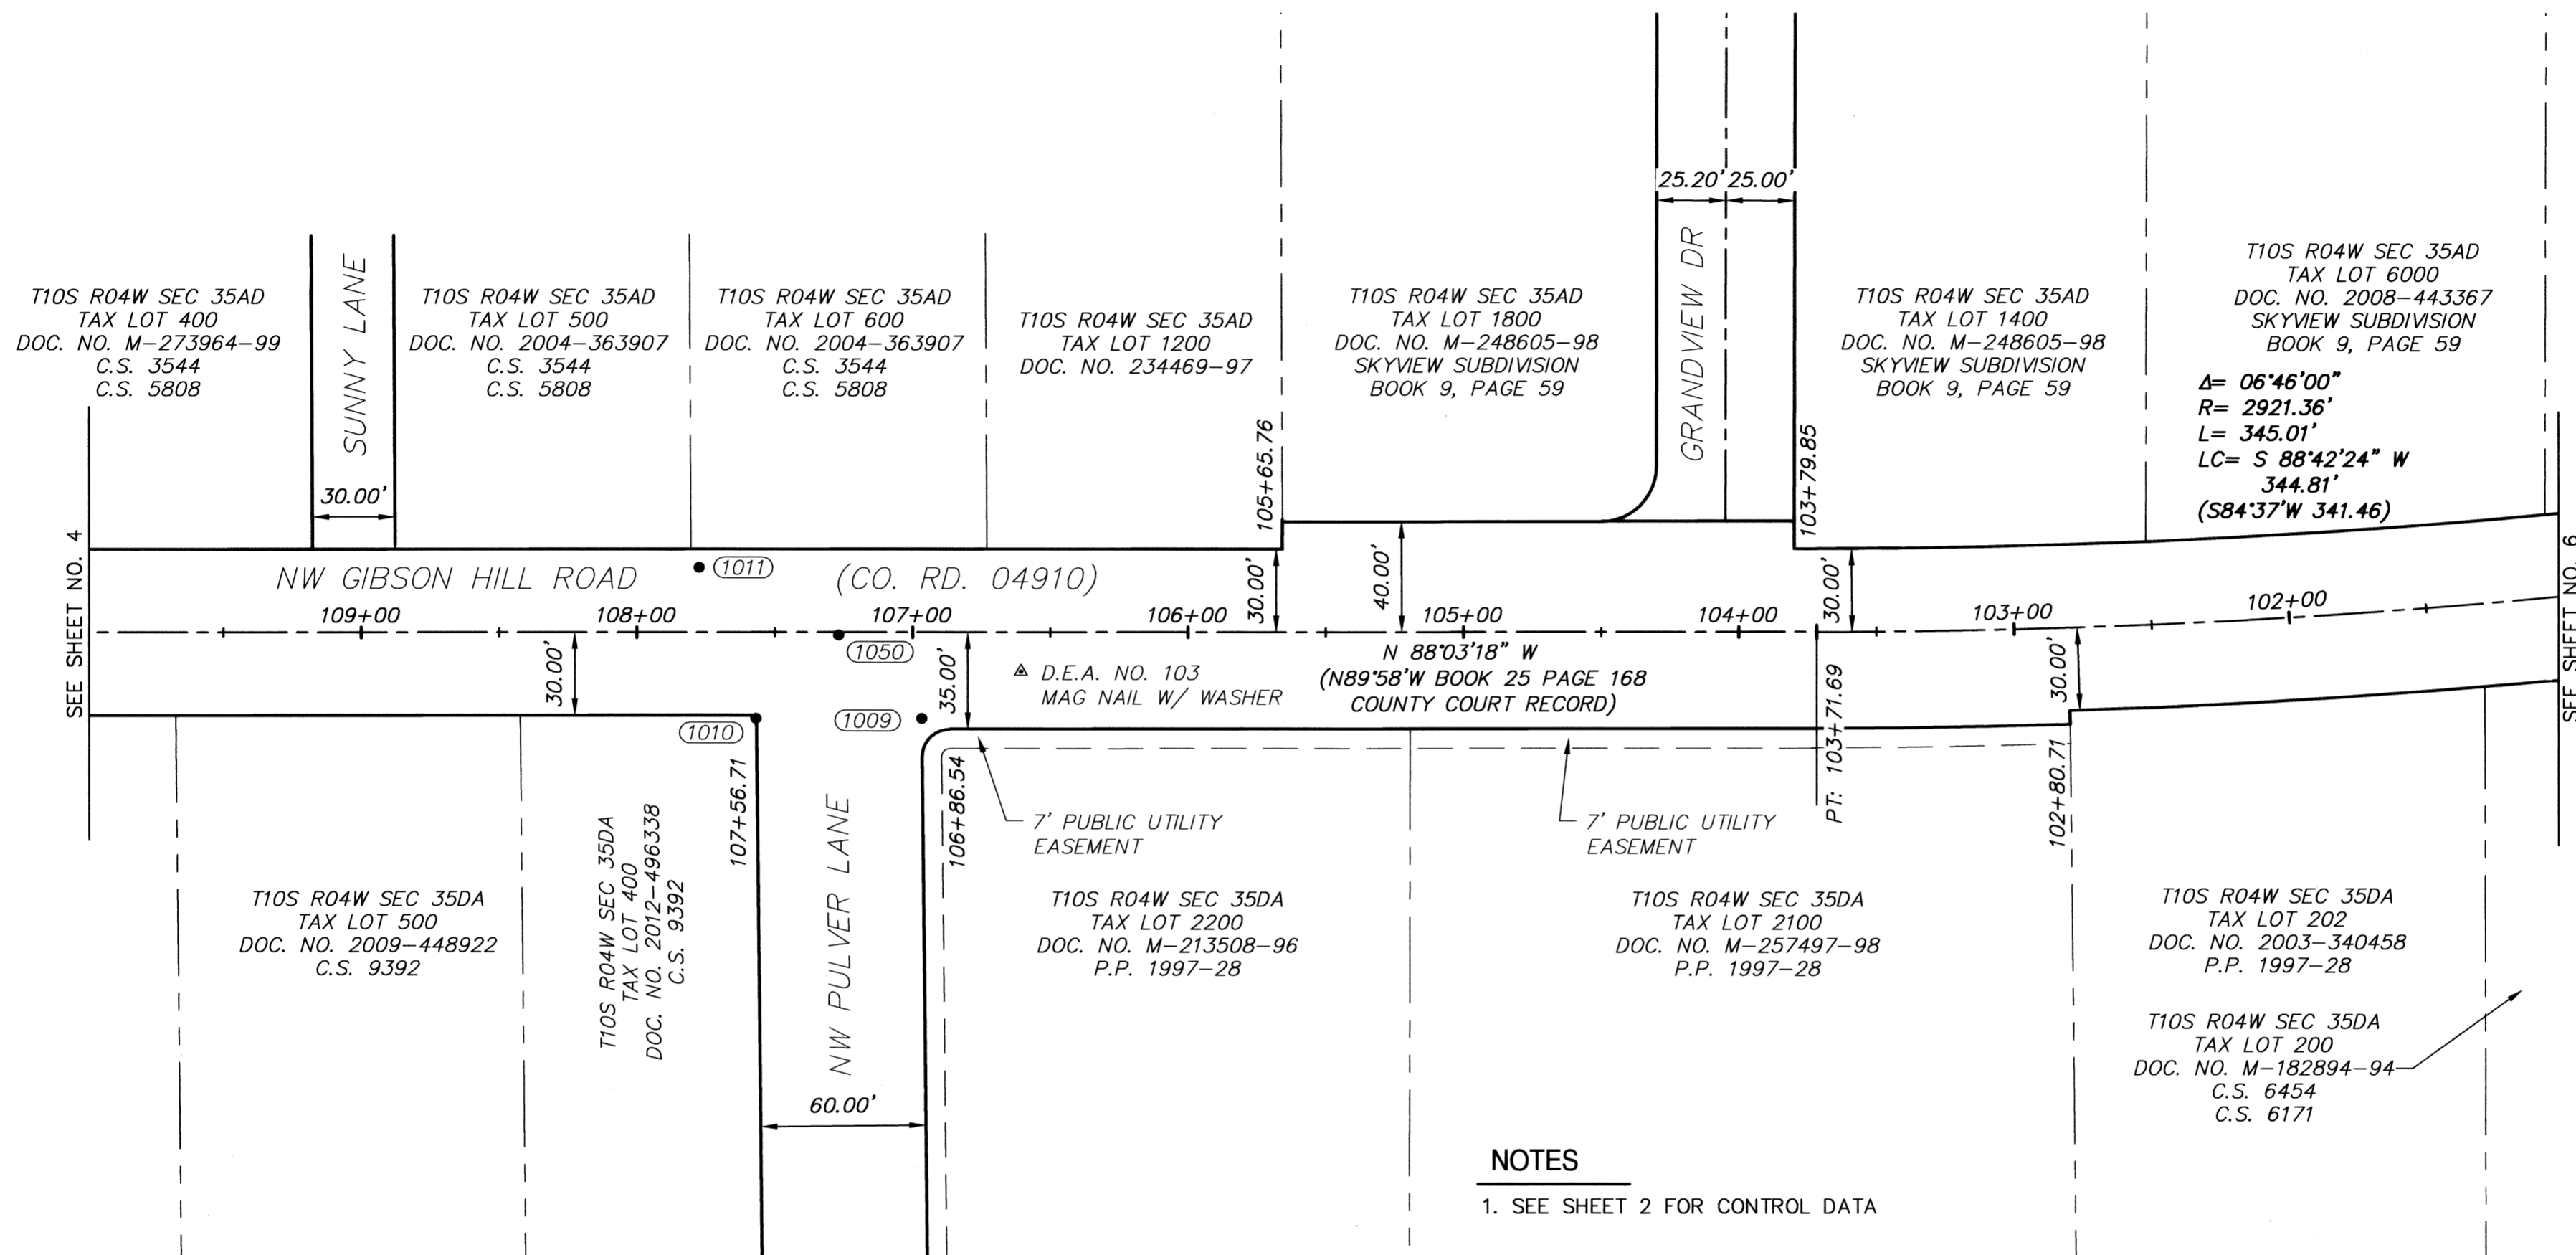 T10S R04W SEC 35AD
TAX LOT 400
DOC. NO. M-273964-99
C.S. 3544
C.S. 5808
SUNNY LANE
30.00'
T10S R04W SEC 35AD
TAX LOT 500
DOC. NO. 2004-363907
C.S. 3544
C.S. 5808
T10S R04W SEC 35AD
TAX LOT 600
DOC. NO. 2004-363907
C.S. 3544
C.S. 5808
T10S R04W SEC 35AD
TAX LOT 1200
DOC. NO. 234469-97
105+65.76
T10S R04W SEC 35AD
TAX LOT 1800
DOC. NO. M-248605-98
SKYVIEW SUBDIVISION
BOOK 9, PAGE 59
25.20' 25.00'
GRANDVIEW DR
103+79.85
T10S R04W SEC 35AD
TAX LOT 1400
DOC. NO. M-248605-98
SKYVIEW SUBDIVISION
BOOK 9, PAGE 59
T10S R04W SEC 35AD
TAX LOT 6000
DOC. NO. 2008-443367
SKYVIEW SUBDIVISION
BOOK 9, PAGE 59
Δ= 06°46'00"
R= 2921.36'
L= 345.01'
LC= S 88°42'24" W
344.81'
(S84°37'W 341.46)
SEE SHEET NO. 4
NW GIBSON HILL ROAD (CO. RD. 04910)
1011
109+00 108+00 107+00 106+00 105+00 104+00 103+00 102+00
30.00'
40.00'
30.00'
SEE SHEET NO. 6
30.00'
1050
35.00'
D.E.A. NO. 103
MAG NAIL W/ WASHER
N 88°03'18" W
(N89°58'W BOOK 25 PAGE 168
COUNTY COURT RECORD)
30.00'
1010
1009
107+56.71
106+86.54
PT: 103+71.69
102+80.71
7' PUBLIC UTILITY
EASEMENT
7' PUBLIC UTILITY
EASEMENT
T10S R04W SEC 35DA
TAX LOT 500
DOC. NO. 2009-448922
C.S. 9392
T10S R04W SEC 35DA
TAX LOT 400
DOC. NO. 2012-496338
C.S. 9392
NW PULVER LANE
60.00'
T10S R04W SEC 35DA
TAX LOT 2200
DOC. NO. M-213508-96
P.P. 1997-28
T10S R04W SEC 35DA
TAX LOT 2100
DOC. NO. M-257497-98
P.P. 1997-28
T10S R04W SEC 35DA
TAX LOT 202
DOC. NO. 2003-340458
P.P. 1997-28
T10S R04W SEC 35DA
TAX LOT 200
DOC. NO. M-182894-94
C.S. 6454
C.S. 6171
NOTES
1. SEE SHEET 2 FOR CONTROL DATA